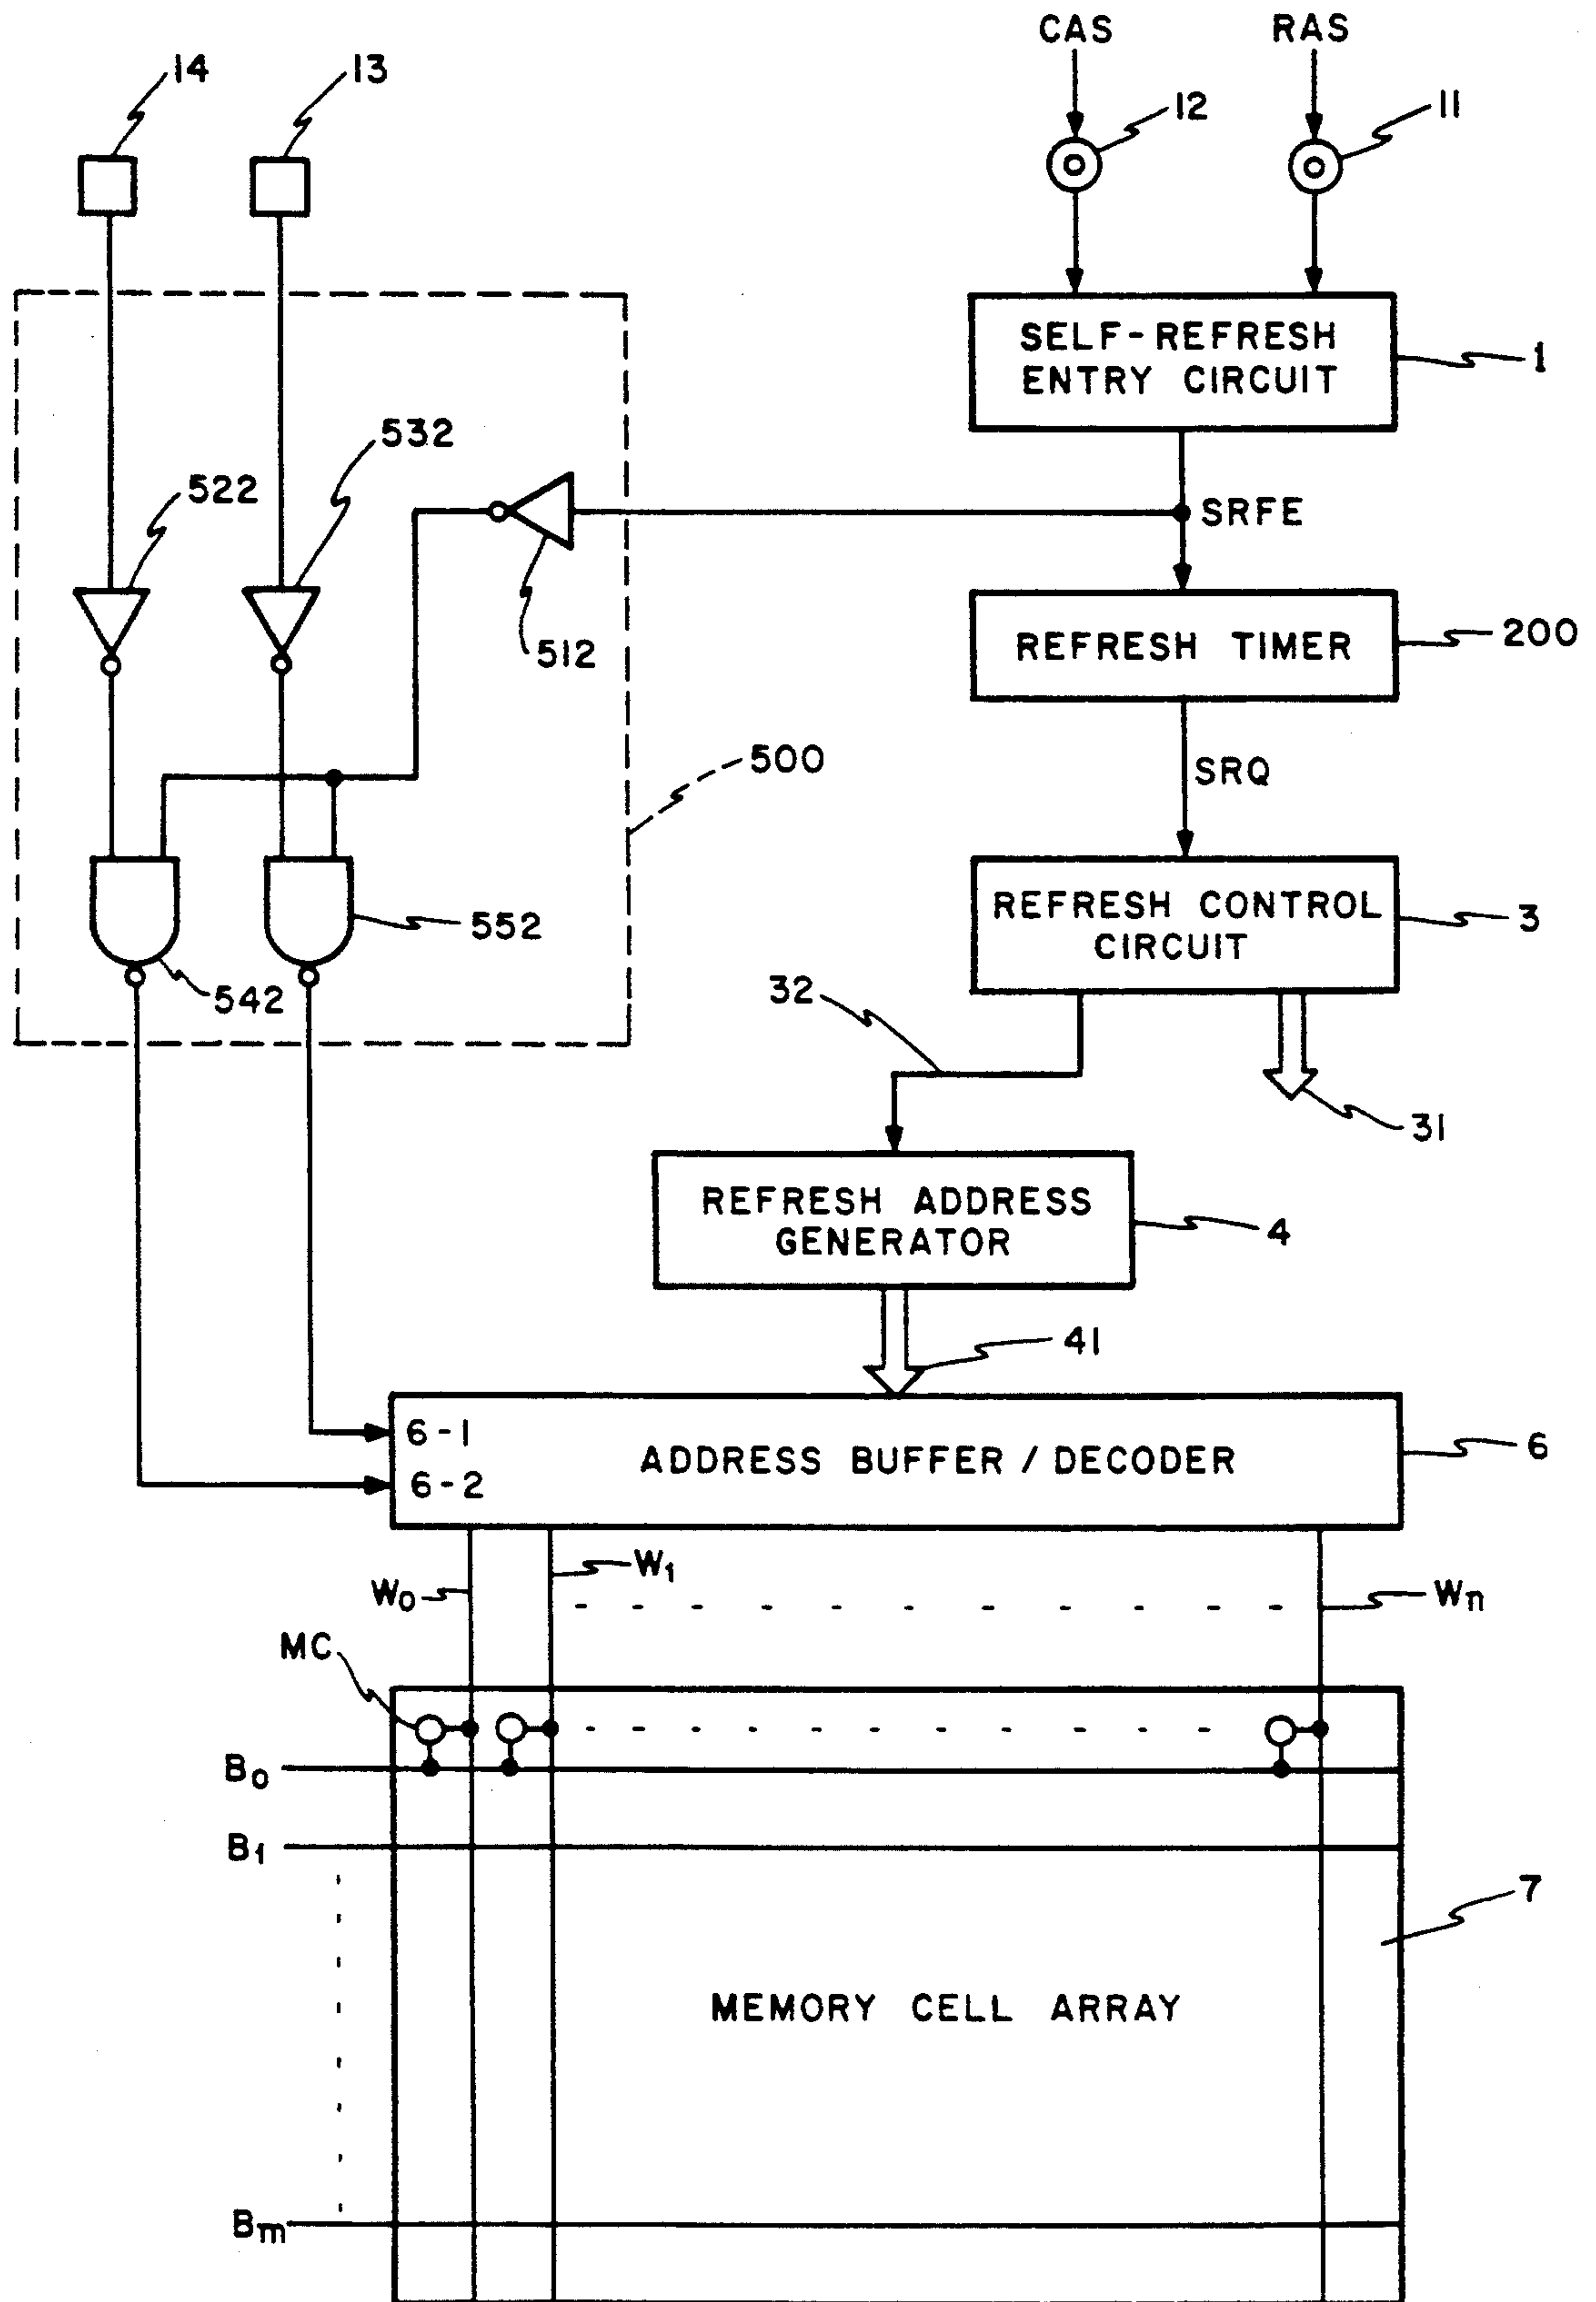 CAS
RAS
14
13
12
11
SELF-REFRESH
ENTRY CIRCUIT
1
532
522
SRFE
512
REFRESH TIMER
200
500
SRQ
552
542
REFRESH CONTROL
CIRCUIT
3
32
31
REFRESH ADDRESS
GENERATOR
4
41
6-1
6-2
ADDRESS BUFFER / DECODER
6
W0
W1
Wn
MC
B0
B1
7
MEMORY CELL ARRAY
Bm